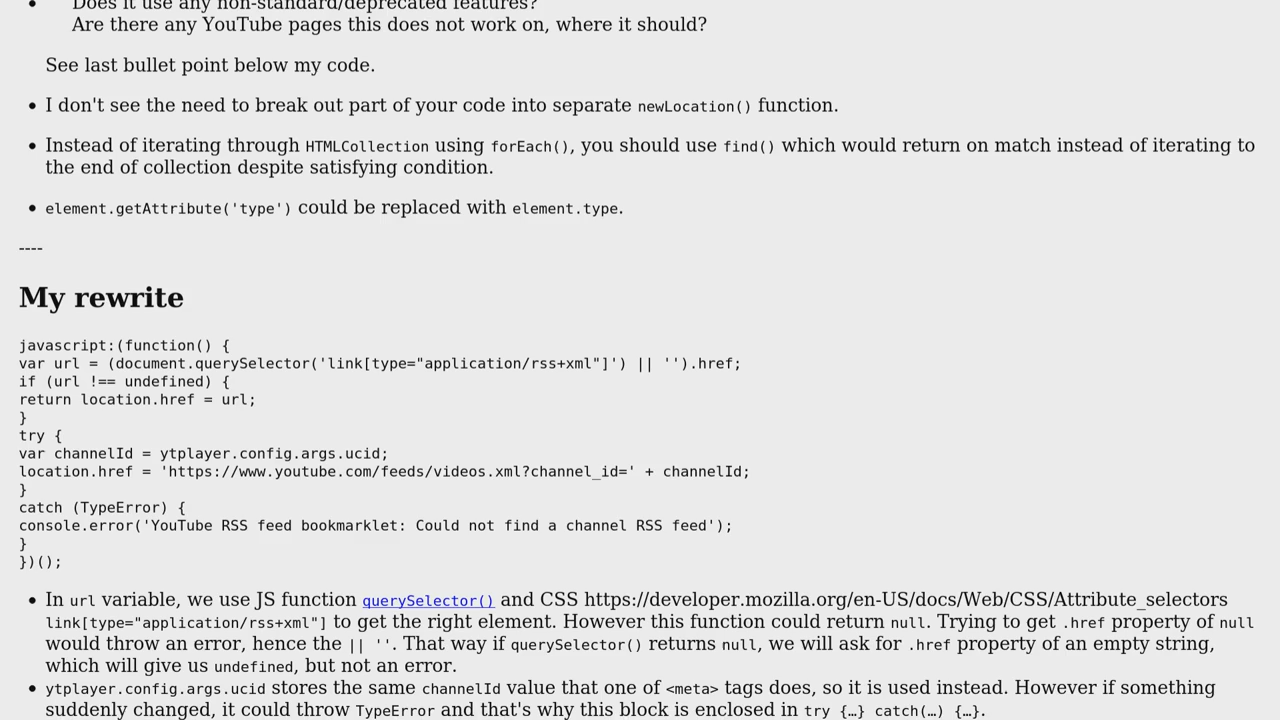 Does it use any non-standard/deprecated features?
Are there any YouTube pages this does not work on, where it should?
See last bullet point below my code.
• I don't see the need to break out part of your code into separate newLocation() function.
• Instead of iterating through HTMLCollection using forEach(), you should use find() which would return on match instead of iterating to
the end of collection despite satisfying condition.
• element.getAttribute('type') could be replaced with element.type.
----
My rewrite
javascript:(function() {
var url = (document.querySelector('link[type="application/rss+xml"]') || '').href;
if (url !== undefined) {
return location.href = url;
}
try {
var channelId = ytplayer.config.args.ucid;
location.href = 'https://www.youtube.com/feeds/videos.xml?channel_id=' + channelId;
}
catch (TypeError) {
console.error('YouTube RSS feed bookmarklet: Could not find a channel RSS feed');
}
})();
• In url variable, we use JS function querySelector() and CSS https://developer.mozilla.org/en-US/docs/Web/CSS/Attribute_selectors
link[type="application/rss+xml"] to get the right element. However this function could return null. Trying to get .href property of null
would throw an error, hence the || ''. That way if querySelector() returns null, we will ask for .href property of an empty string,
which will give us undefined, but not an error.
• ytplayer.config.args.ucid stores the same channelId value that one of <meta> tags does, so it is used instead. However if something
suddenly changed, it could throw TypeError and that's why this block is enclosed in try {…} catch(…) {…}.